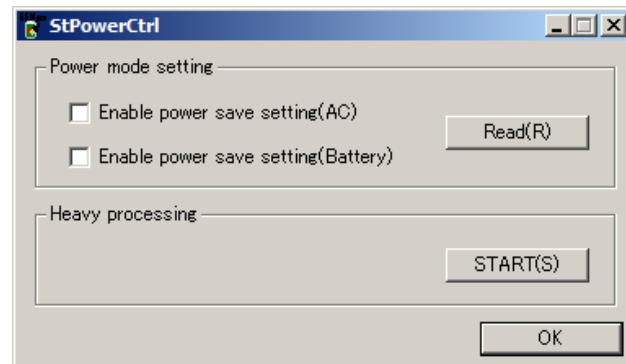 StPowerCtrl
Power mode setting
Enable power save setting(AC)
Read(R)
Enable power save setting(Battery)
Heavy processing
START(S)
OK